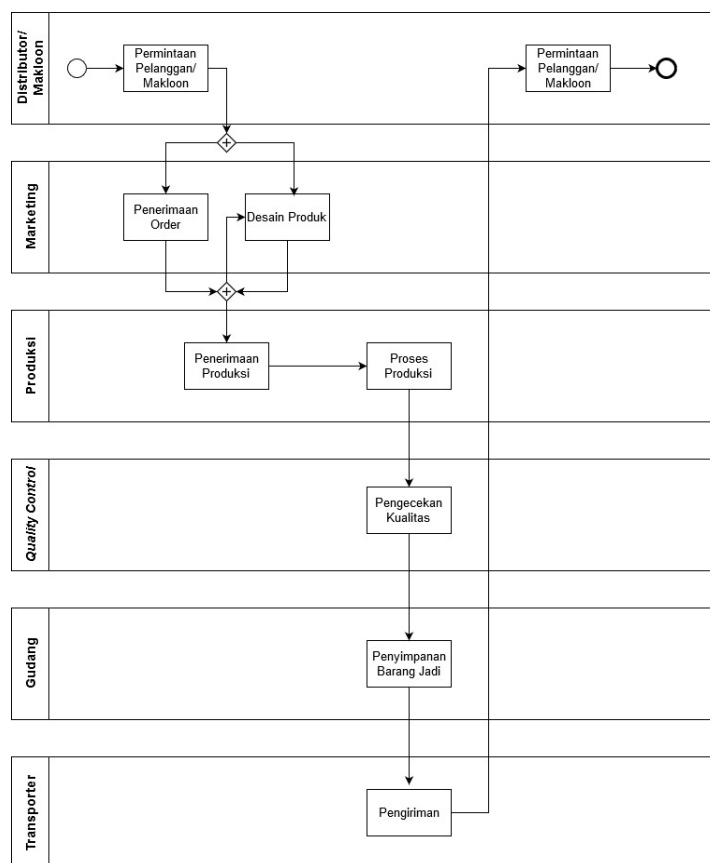 Distributor/
Makloon
Permintaan
Pelanggan/
Makloon
Permintaan
Pelanggan/
Makloon
Marketing
Penerimaan
Order
Desain Produk
Produksi
Penerimaan
Produksi
Proses
Produksi
Quality Control
Pengecekan
Kualitas
Gudang
Penyimpanan
Barang Jadi
Transporter
Pengiriman